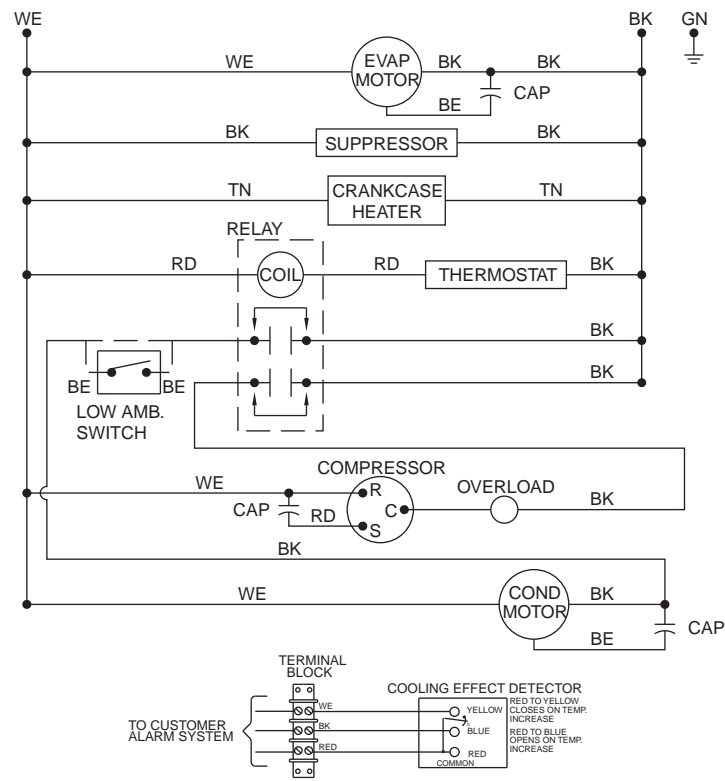 WE
BK GN
WE
EVAP
MOTOR
BK
BK
BE
CAP
BK
SUPPRESSOR
BK
TN
CRANKCASE
HEATER
TN
RELAY
RD
COIL
RD
THERMOSTAT
BK
BK
BK
BE
BE
LOW AMB.
SWITCH
COMPRESSOR
WE
R
CAP
RD
C
S
OVERLOAD
BK
BK
WE
COND
MOTOR
BK
BE
CAP
TERMINAL
BLOCK
COOLING EFFECT DETECTOR
WE
YELLOW
RED TO YELLOW
CLOSES ON TEMP.
INCREASE
TO CUSTOMER
ALARM SYSTEM
BK
BLUE
RED TO BLUE
OPENS ON TEMP.
INCREASE
RED
RED
COMMON